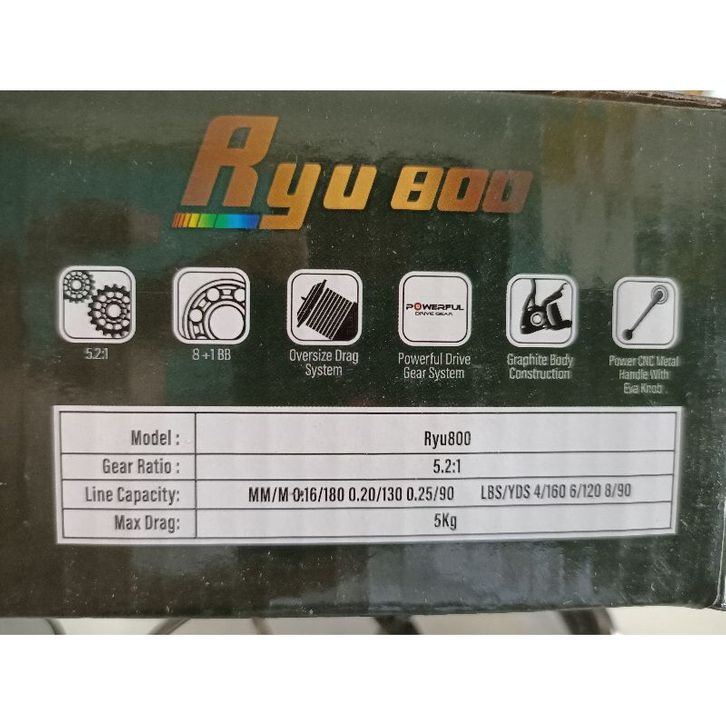 Ryu 800
5.2:1
8 +1 BB
Oversize Drag
System
POWERFUL
DRIVE GEAR
Powerful Drive
Gear System
Graphite Body
Construction
Power CNC Metal
Handle With
Eva Knob
Model : Ryu800
Gear Ratio : 5.2:1
Line Capacity: MM/M 0.16/180 0.20/130 0.25/90 LBS/YDS 4/160 6/120 8/90
Max Drag: 5Kg